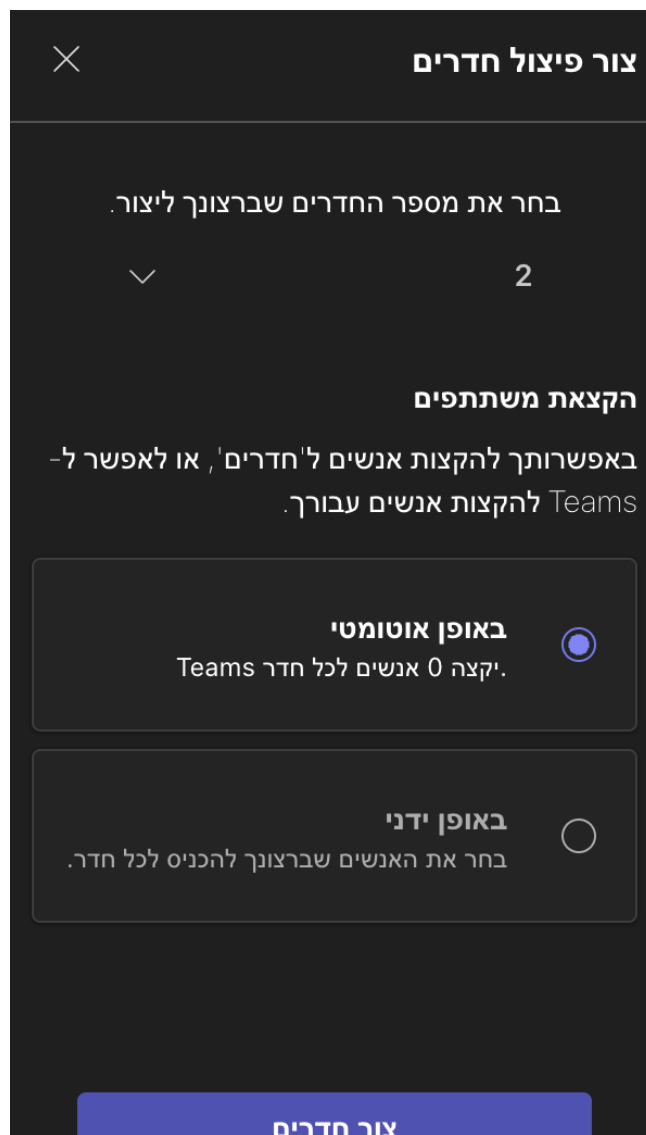 צור פיצול חדרים
בחר את מספר החדרים שברצונך ליצור.
2
הקצאת משתתפים
באפשרותך להקצות אנשים ל'חדרים', או לאפשר ל-
Teams להקצות אנשים עבורך.
באופן אוטומטי
Teams יקצה 0 אנשים לכל חדר.
באופן ידני
בחר את האנשים שברצונך להכניס לכל חדר.
צור חדרים